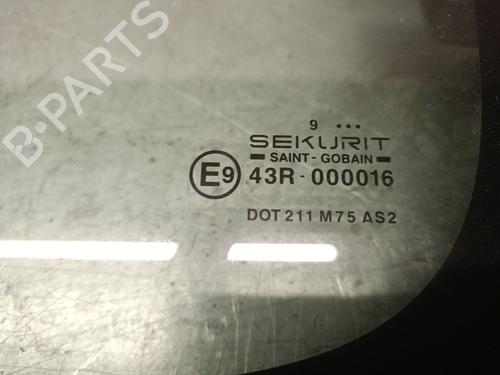 9 •••
SEKURIT
SAINT-GOBAIN
E9 43R-000016
DOT 211 M75 AS2
B-PARTS